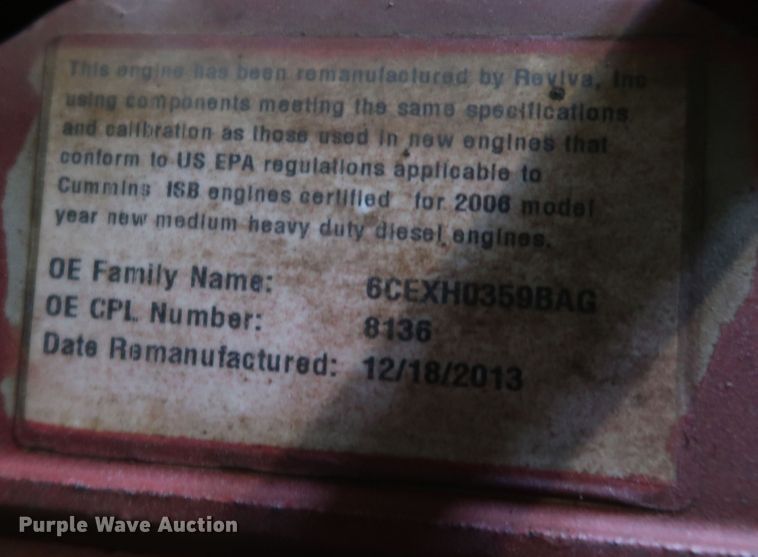 This engine has been remanufactured by Reviva, Inc
using components meeting the same specifications
and calibration as those used in new engines that
conform to US EPA regulations applicable to
Cummins ISB engines certified for 2006 model
year new medium heavy duty diesel engines.
OE Family Name: 6CEXH0359BAG
OE CPL Number: 8136
Date Remanufactured: 12/18/2013
Purple Wave Auction